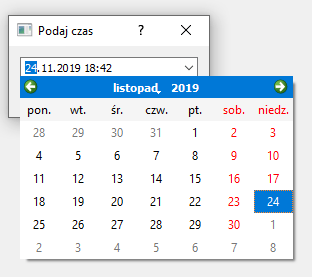 Podaj czas ?
24.11.2019 18:42
listopad, 2019
pon. wt. śr. czw. pt. sob. niedz.
28 29 30 31 1 2 3
4 5 6 7 8 9 10
11 12 13 14 15 16 17
18 19 20 21 22 23 24
25 26 27 28 29 30 1
2 3 4 5 6 7 8